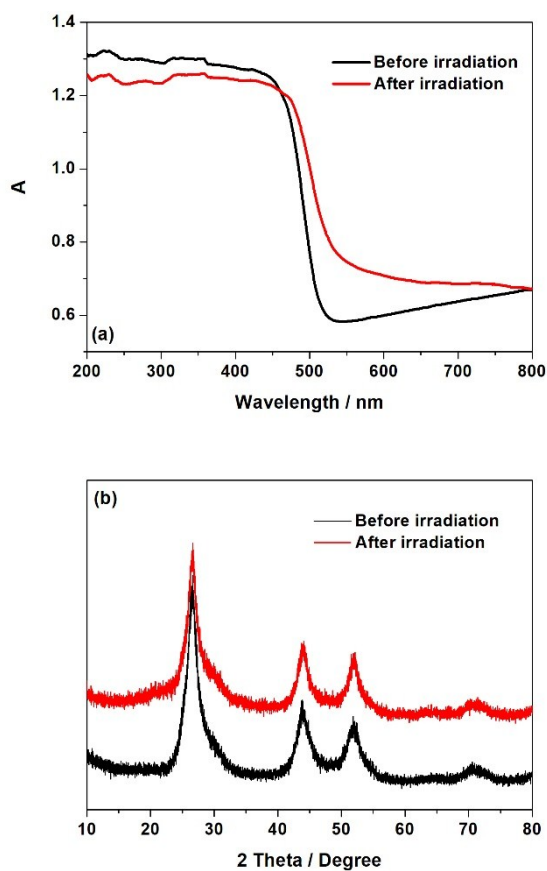 1.4
1.2
1.0
0.8
0.6
A
Before irradiation
After irradiation
(a)
200 300 400 500 600 700 800
Wavelength / nm
(b)
Before irradiation
After irradiation
10 20 30 40 50 60 70 80
2 Theta / Degree